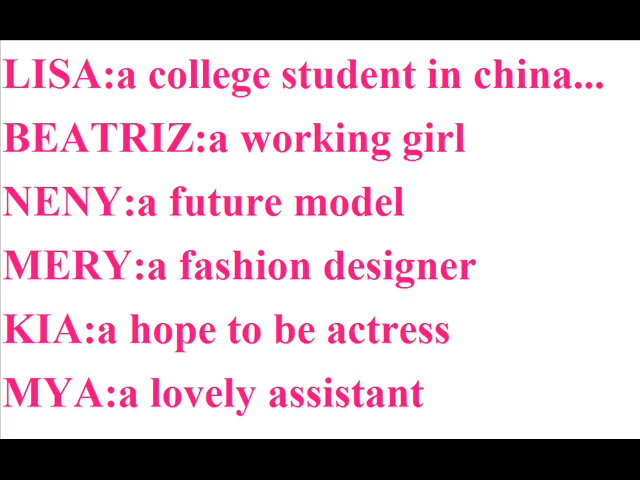 LISA:a college student in china...
BEATRIZ:a working girl
NENY:a future model
MERY:a fashion designer
KIA:a hope to be actress
MYA:a lovely assistant